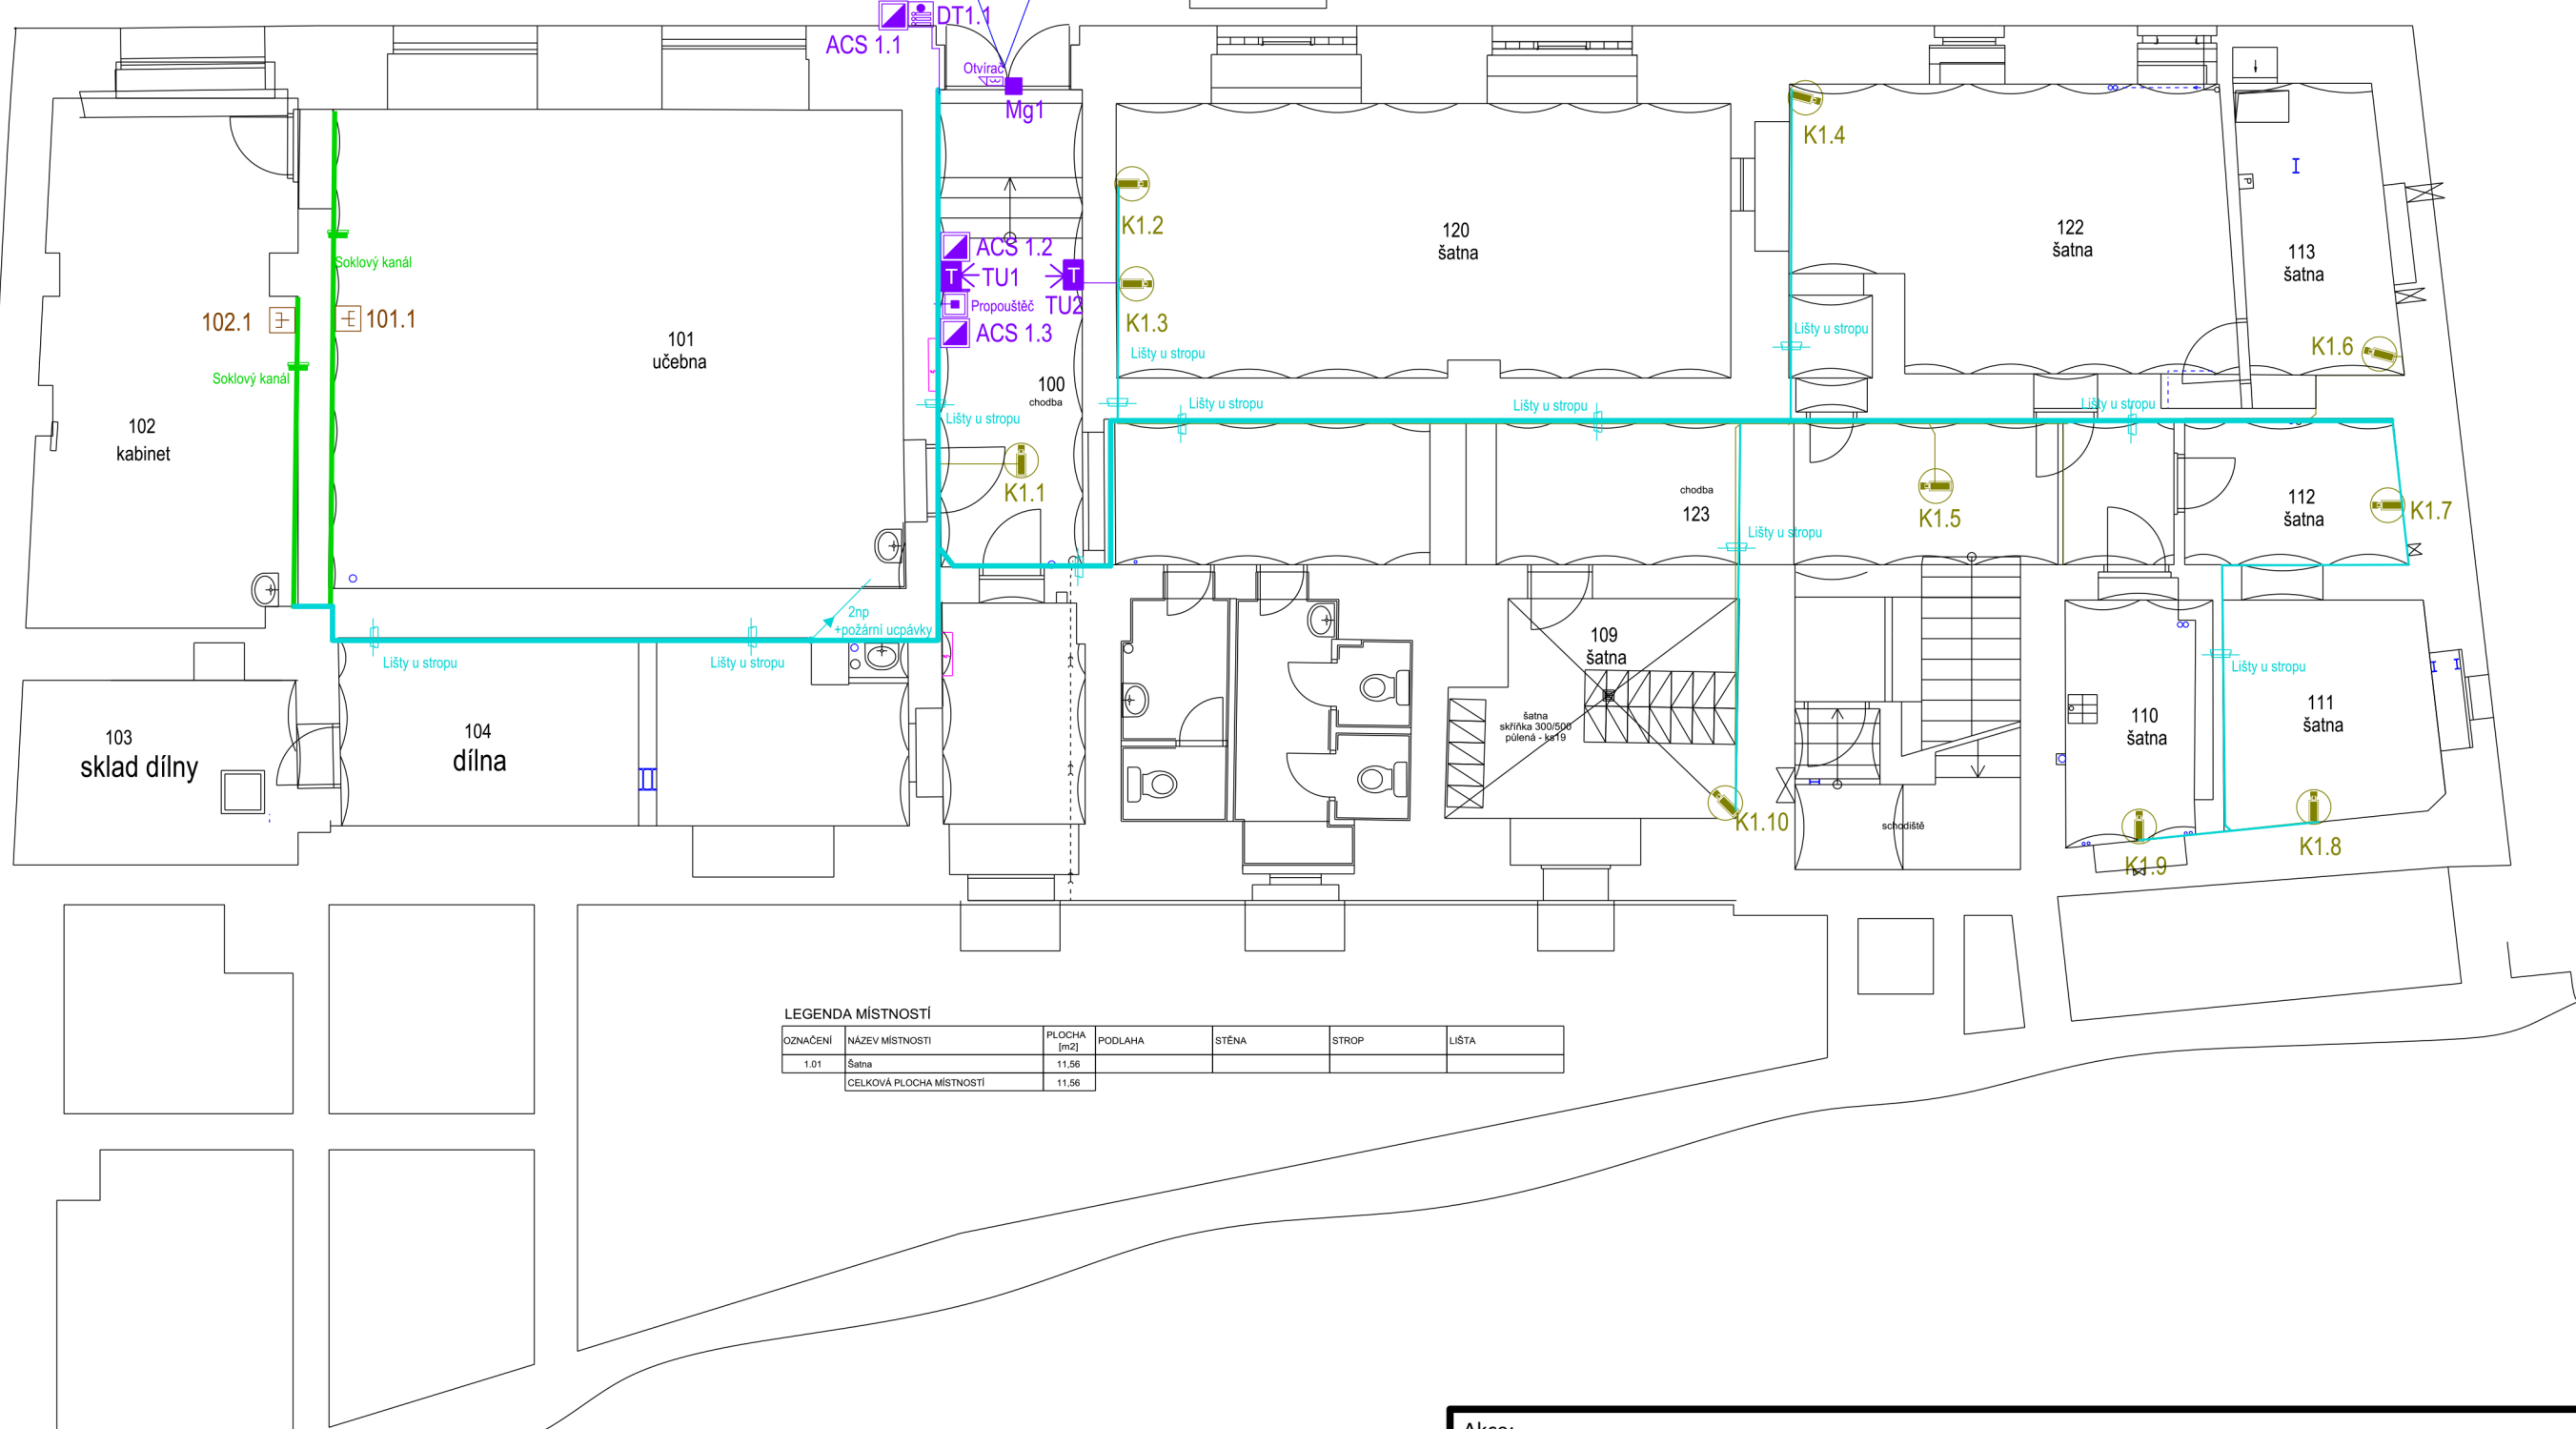 DT1.1
ACS 1.1
Otvírač
Mg1
K1.4
K1.2
120
šatna
122
šatna
113
šatna
ACS 1.2
T
TU1
T
Propouštěč
TU2
ACS 1.3
K1.3
Soklový kanál
102.1
101.1
101
učebna
Lišty u stropu
Lišty u stropu
K1.6
Soklový kanál
100
chodba
Lišty u stropu
Lišty u stropu
Lišty u stropu
Lišty u stropu
102
kabinet
K1.1
chodba
123
K1.5
112
šatna
K1.7
Lišty u stropu
2np
+požární ucpávky
Lišty u stropu
Lišty u stropu
109
šatna
Lišty u stropu
šatna
skříňka 300/500
půlená - ks19
103
sklad dílny
104
dílna
110
šatna
111
šatna
K1.10
schodiště
K1.9
K1.8
LEGENDA MÍSTNOSTÍ
OZNAČENÍ NÁZEV MÍSTNOSTI PLOCHA [m2] PODLAHA STĚNA STROP LIŠTA
1.01 Šatna 11,56
CELKOVÁ PLOCHA MÍSTNOSTÍ 11,56